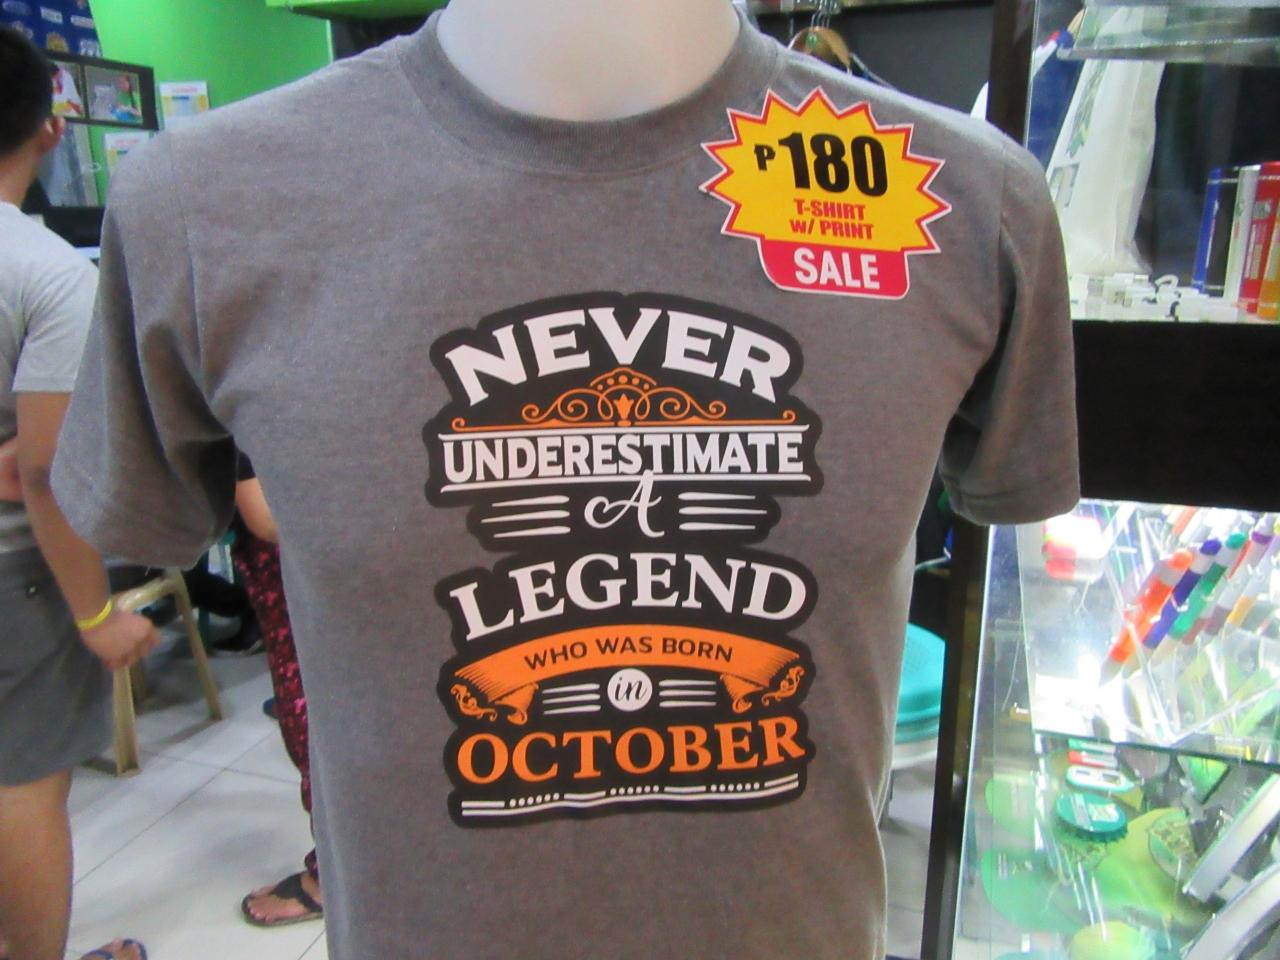 ₱180
T-SHIRT
W/ PRINT
SALE
NEVER
UNDERESTIMATE
A
LEGEND
WHO WAS BORN
in
OCTOBER